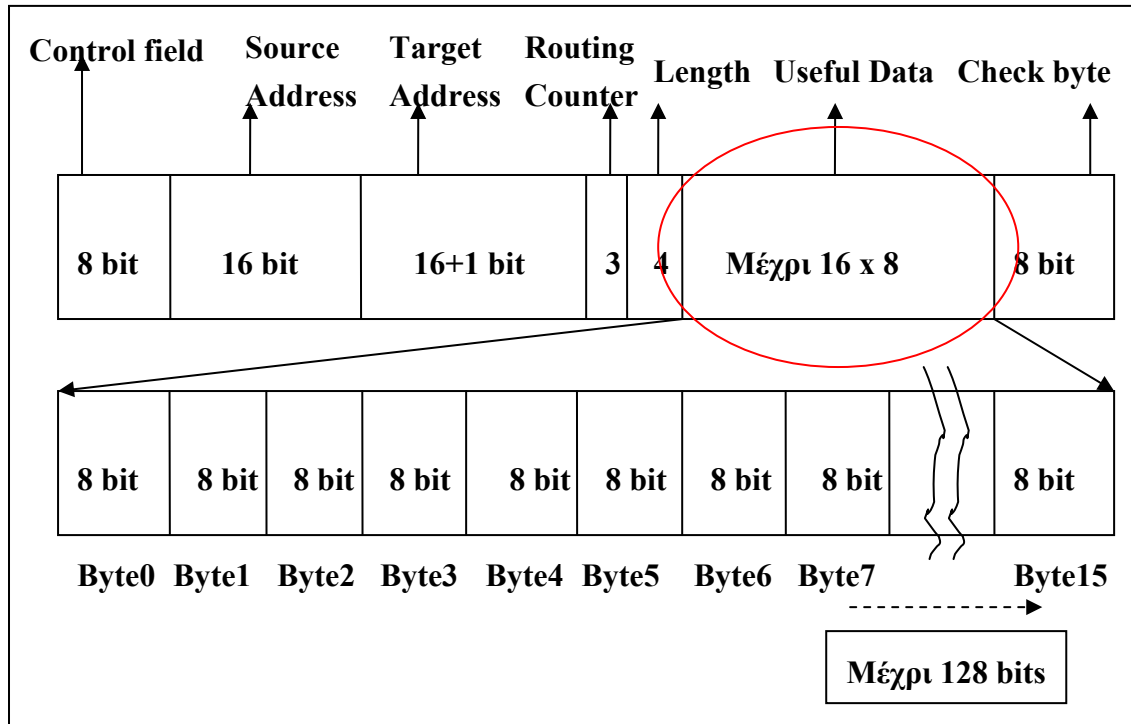 Control field
Source
Address
Target
Address
Routing
Counter
Length
Useful Data
Check byte
8 bit
16 bit
16+1 bit
3
4
Μέχρι 16 x 8
8 bit
8 bit
8 bit
8 bit
8 bit
8 bit
8 bit
8 bit
8 bit
8 bit
Byte0
Byte1
Byte2
Byte3
Byte4
Byte5
Byte6
Byte7
Byte15
Μέχρι 128 bits